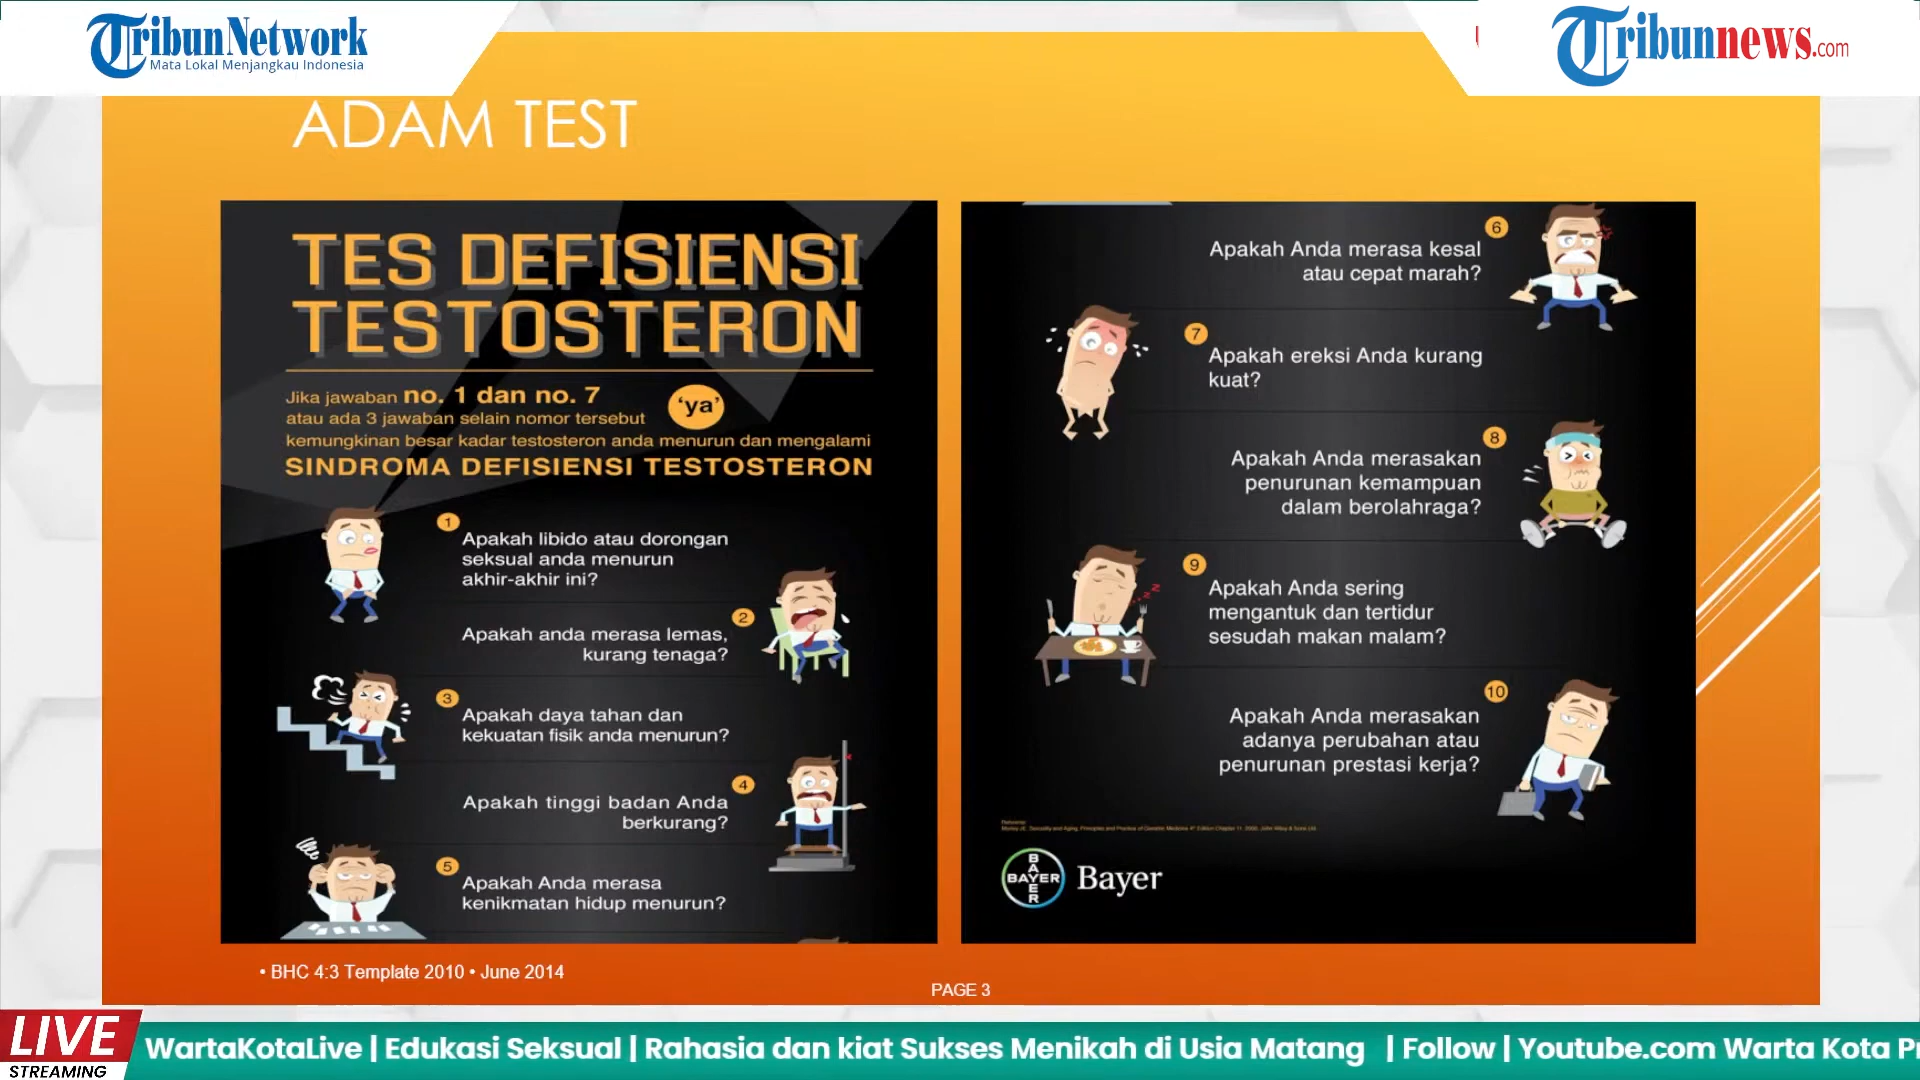 TribunNetwork
Mata Lokal Menjangkau Indonesia
Tribunnews.com
ADAM TEST
TES DEFISIENSI
TESTOSTERON
Jika jawaban no. 1 dan no. 7
atau ada 3 jawaban selain nomor tersebut
'ya'
kemungkinan besar kadar testosteron anda menurun dan mengalami
SINDROMA DEFISIENSI TESTOSTERON
1
Apakah libido atau dorongan
seksual anda menurun
akhir-akhir ini?
2
Apakah anda merasa lemas,
kurang tenaga?
3
Apakah daya tahan dan
kekuatan fisik anda menurun?
4
Apakah tinggi badan Anda
berkurang?
5
Apakah Anda merasa
kenikmatan hidup menurun?
6
Apakah Anda merasa kesal
atau cepat marah?
7
Apakah ereksi Anda kurang
kuat?
8
Apakah Anda merasakan
penurunan kemampuan
dalam berolahraga?
9
Apakah Anda sering
mengantuk dan tertidur
sesudah makan malam?
10
Apakah Anda merasakan
adanya perubahan atau
penurunan prestasi kerja?
BAYER
BAYER
Bayer
• BHC 4:3 Template 2010 • June 2014
PAGE 3
LIVE
STREAMING
WartaKotaLive | Edukasi Seksual | Rahasia dan kiat Sukses Menikah di Usia Matang | Follow | Youtube.com Warta Kota Pr